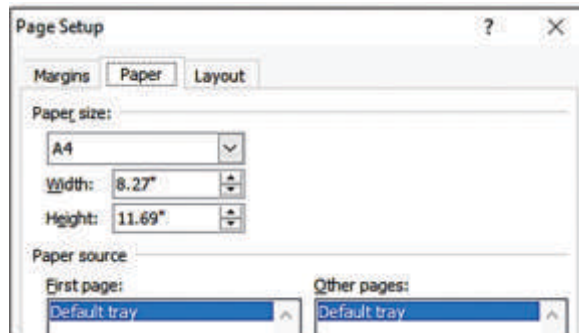 Page Setup ? ×
Margins Paper Layout
Paper size:
A4
Width: 8.27"
Height: 11.69"
Paper source
First page: Other pages:
Default tray Default tray